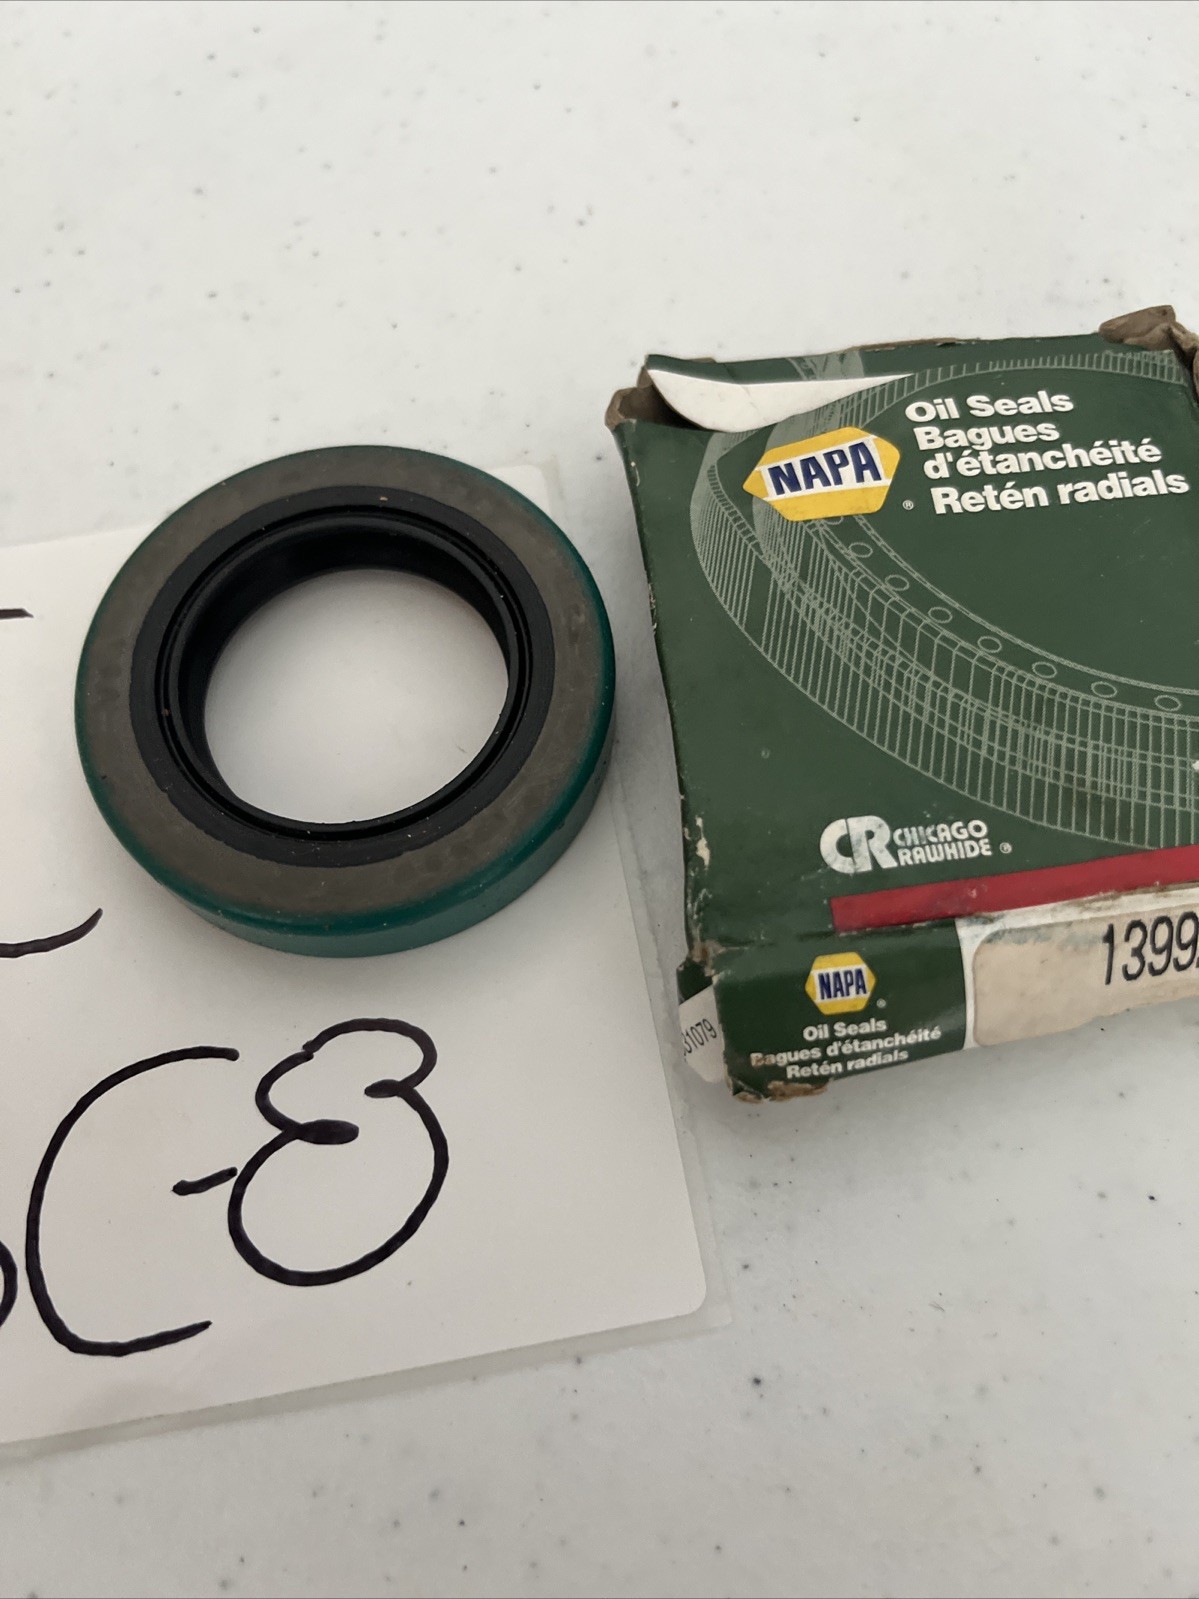 Oil Seals
Bagues
d'étanchéité
Retén radials
NAPA
CR CHICAGO
RAWHIDE
1399
NAPA
Oil Seals
Bagues d'étanchéité
Retén radials
31079
C-8